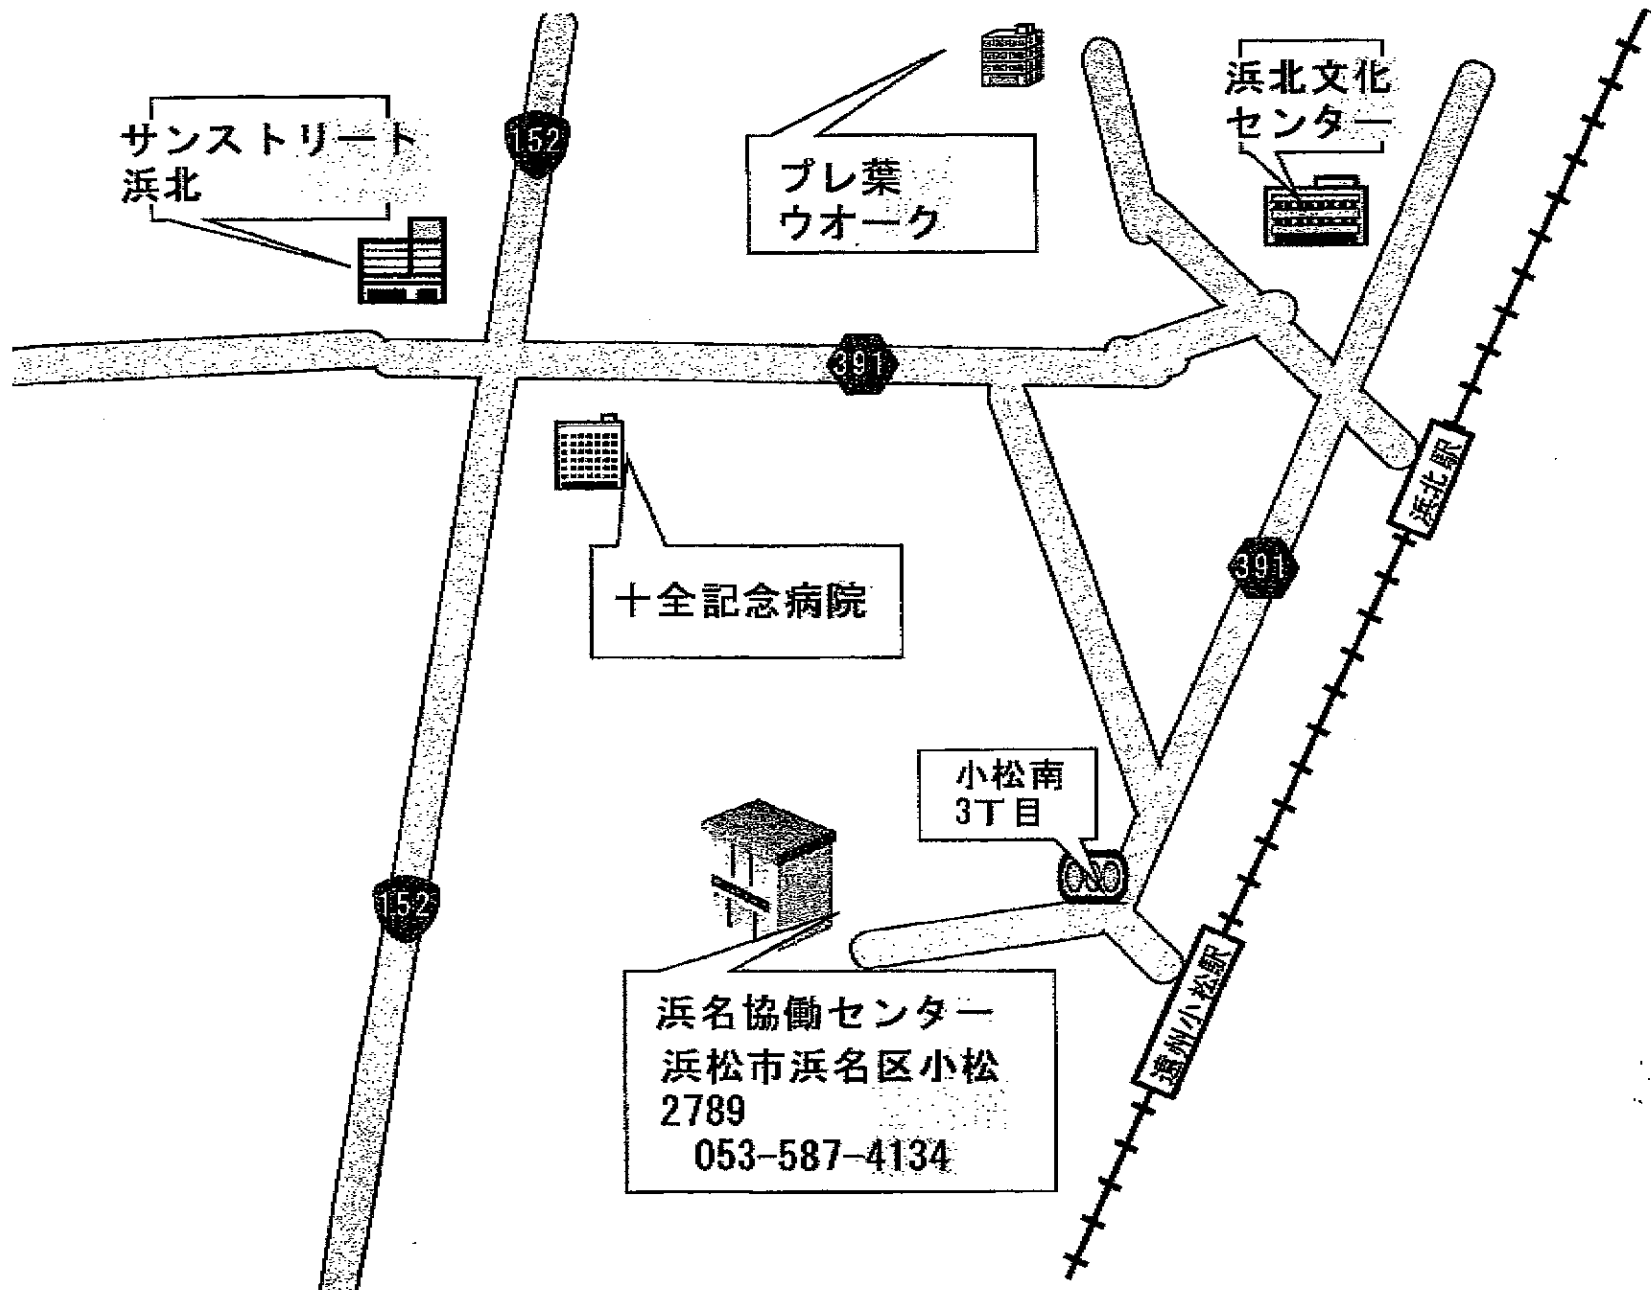 サンストリート
浜北
152
プレ葉
ウオーク
浜北文化
センター
391
十全記念病院
浜北駅
391
小松南
3丁目
152
遠州小松駅
浜名協働センター
浜松市浜名区小松
2789
053-587-4134